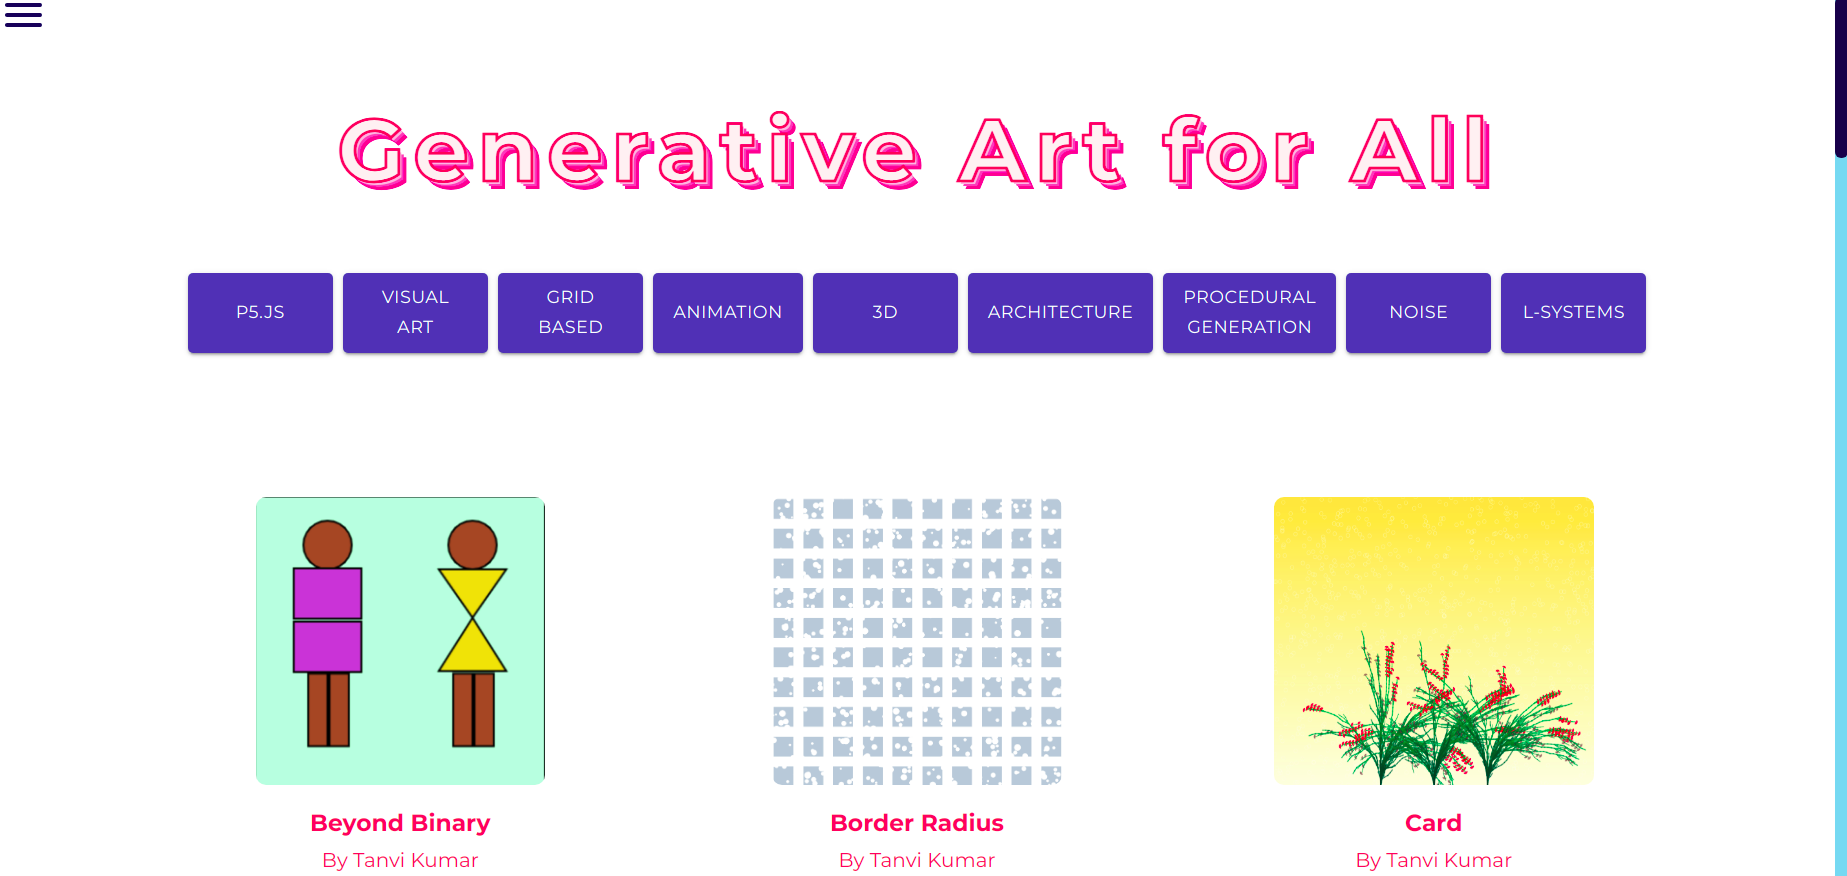 Generative Art for All
P5.JS
VISUAL
ART
GRID
BASED
ANIMATION
3D
ARCHITECTURE
PROCEDURAL
GENERATION
NOISE
L-SYSTEMS
Beyond Binary
By Tanvi Kumar
Border Radius
By Tanvi Kumar
Card
By Tanvi Kumar